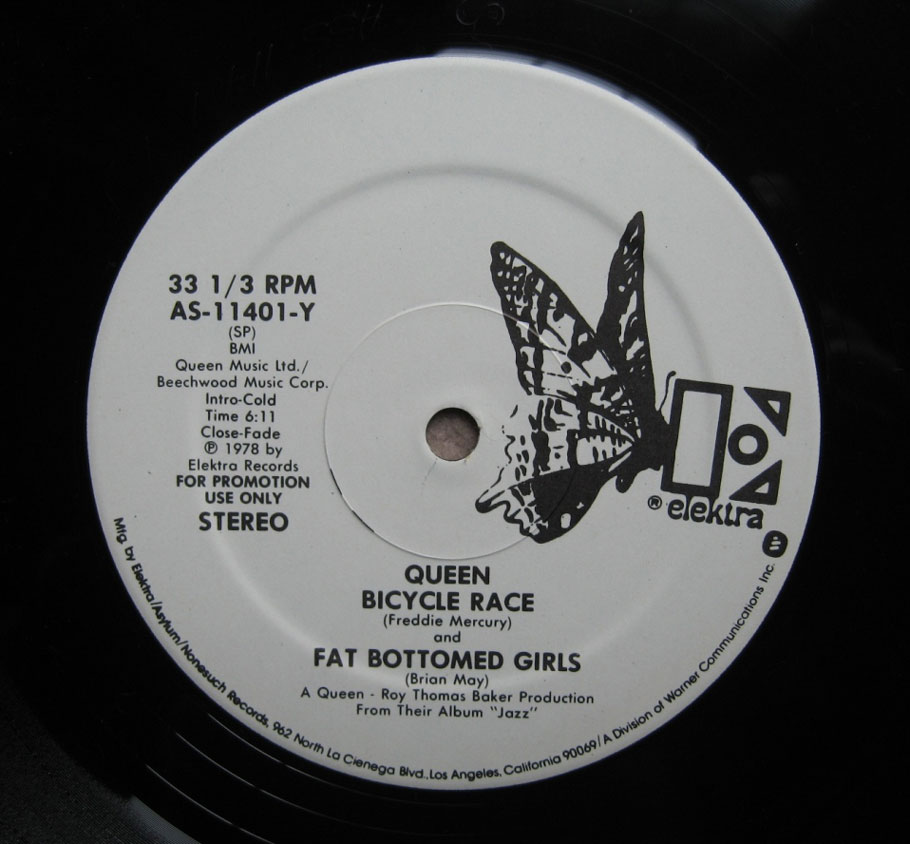 33 1/3 RPM
AS-11401-Y
(SP)
BMI
Queen Music Ltd./
Beechwood Music Corp.
Intro-Cold
Time 6:11
Close-Fade
℗ 1978 by
Elektra Records
FOR PROMOTION
USE ONLY
STEREO
® elektra
QUEEN
BICYCLE RACE
(Freddie Mercury)
and
FAT BOTTOMED GIRLS
(Brian May)
A Queen - Roy Thomas Baker Production
From Their Album "Jazz"
Mfg. by Elektra/Asylum/Nonesuch Records, 962 North La Cienega Blvd., Los Angeles, California 90069/A Division of Warner Communications Inc.